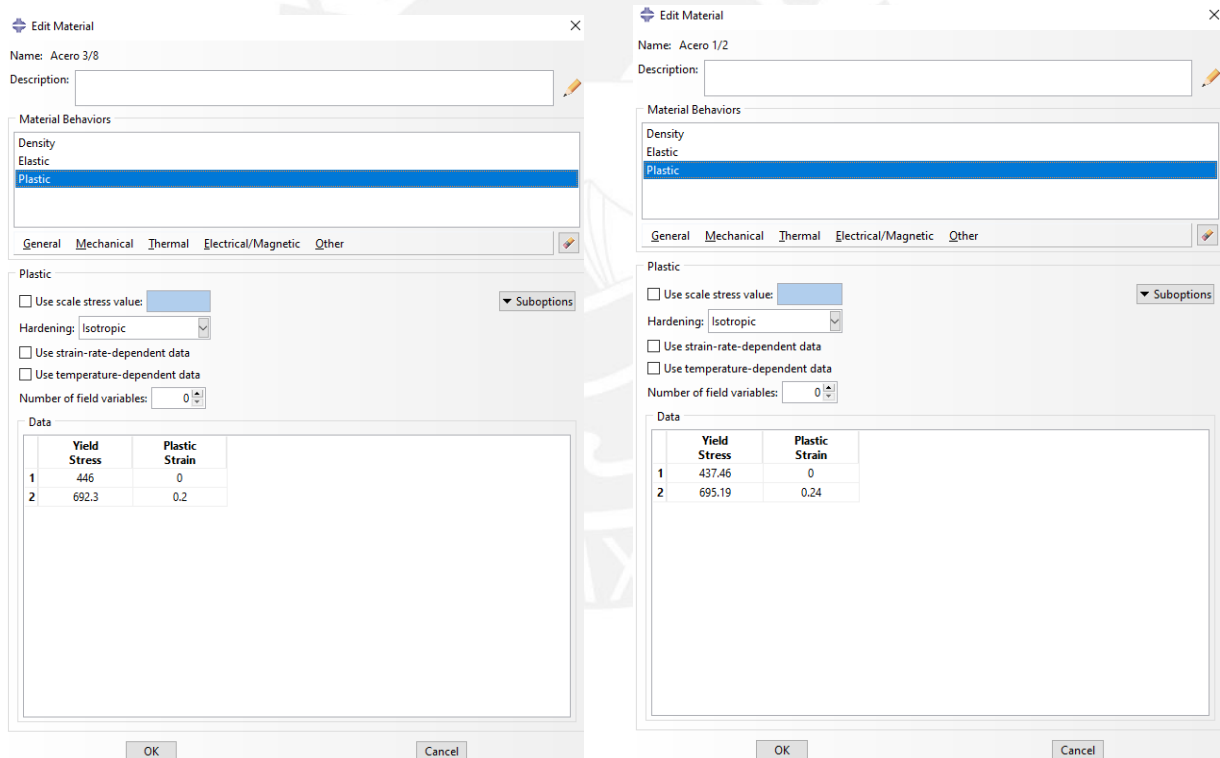 Edit Material
Name: Acero 3/8
Description:
Material Behaviors
Density
Elastic
Plastic
General Mechanical Thermal Electrical/Magnetic Other
Plastic
Use scale stress value:
Suboptions
Hardening: Isotropic
Use strain-rate-dependent data
Use temperature-dependent data
Number of field variables: 0
Data
Yield Stress Plastic Strain
1 446 0
2 692.3 0.2
OK Cancel
Edit Material
Name: Acero 1/2
Description:
Material Behaviors
Density
Elastic
Plastic
General Mechanical Thermal Electrical/Magnetic Other
Plastic
Use scale stress value:
Suboptions
Hardening: Isotropic
Use strain-rate-dependent data
Use temperature-dependent data
Number of field variables: 0
Data
Yield Stress Plastic Strain
1 437.46 0
2 695.19 0.24
OK Cancel